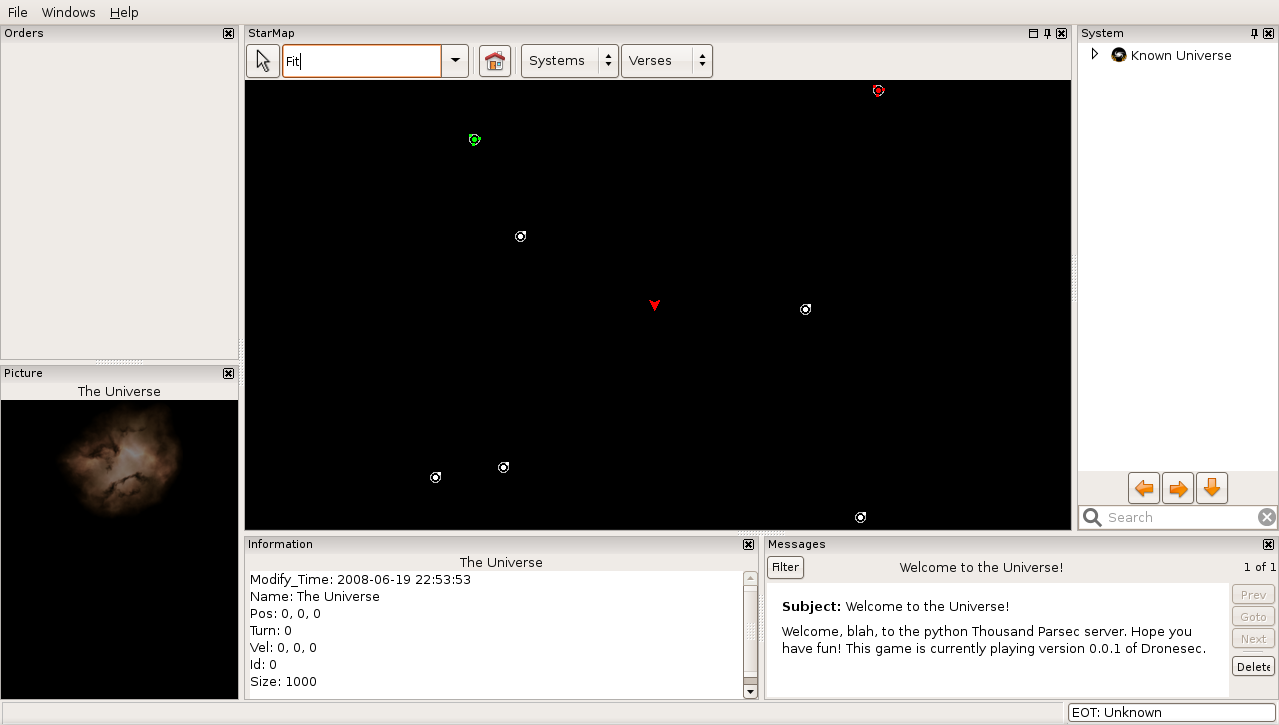 File Windows Help
Orders
StarMap
System
Fit
Systems
Verses
Known Universe
Picture
The Universe
Search
Information
The Universe
Modify_Time: 2008-06-19 22:53:53
Name: The Universe
Pos: 0, 0, 0
Turn: 0
Vel: 0, 0, 0
Id: 0
Size: 1000
Messages
Filter
Welcome to the Universe!
1 of 1
Subject: Welcome to the Universe!
Welcome, blah, to the python Thousand Parsec server. Hope you
have fun! This game is currently playing version 0.0.1 of Dronesec.
Prev
Goto
Next
Delete
EOT: Unknown